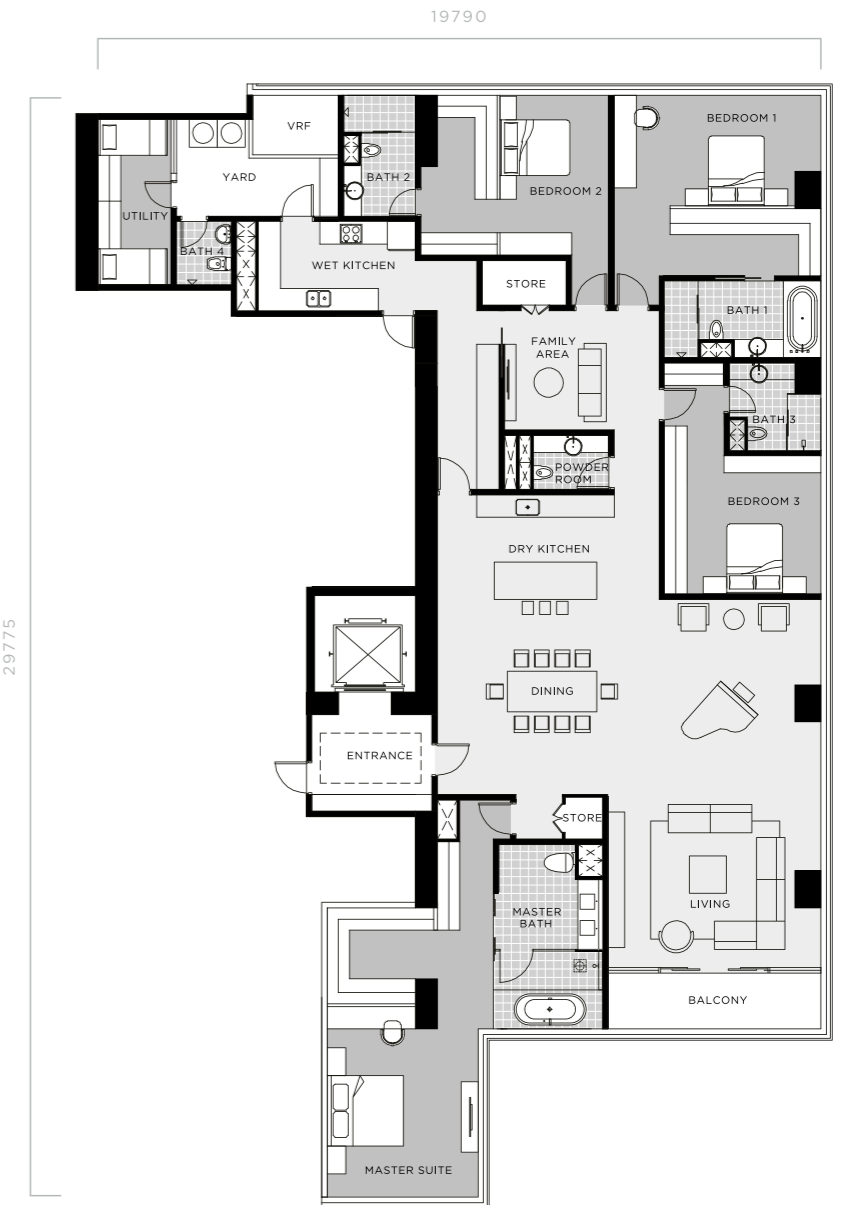 19790
29775
VRF
BEDROOM 1
YARD
BATH 2
BEDROOM 2
UTILITY
BATH 4
WET KITCHEN
STORE
BATH 1
FAMILY
AREA
BATH 3
POWDER
ROOM
BEDROOM 3
DRY KITCHEN
DINING
ENTRANCE
STORE
LIVING
MASTER
BATH
BALCONY
MASTER SUITE